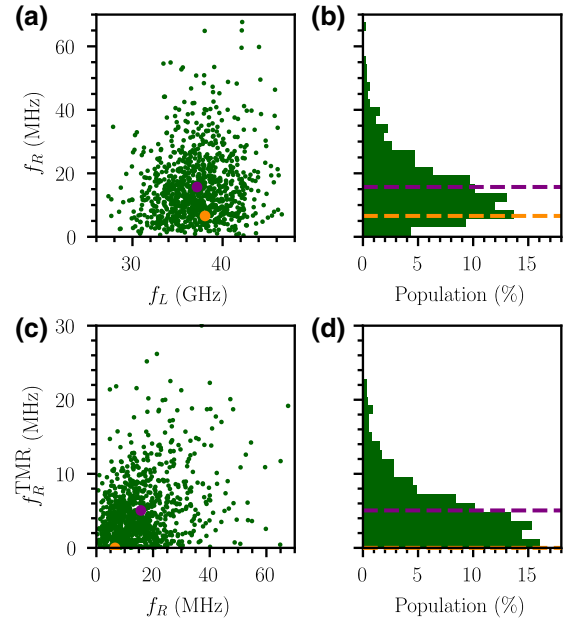 (a)
(b)
60
40
20
0
f_R (MHz)
30
40
f_L (GHz)
0
5
10
15
Population (%)
(c)
(d)
30
20
10
0
f_R^TMR (MHz)
0
20
40
60
f_R (MHz)
0
5
10
15
Population (%)